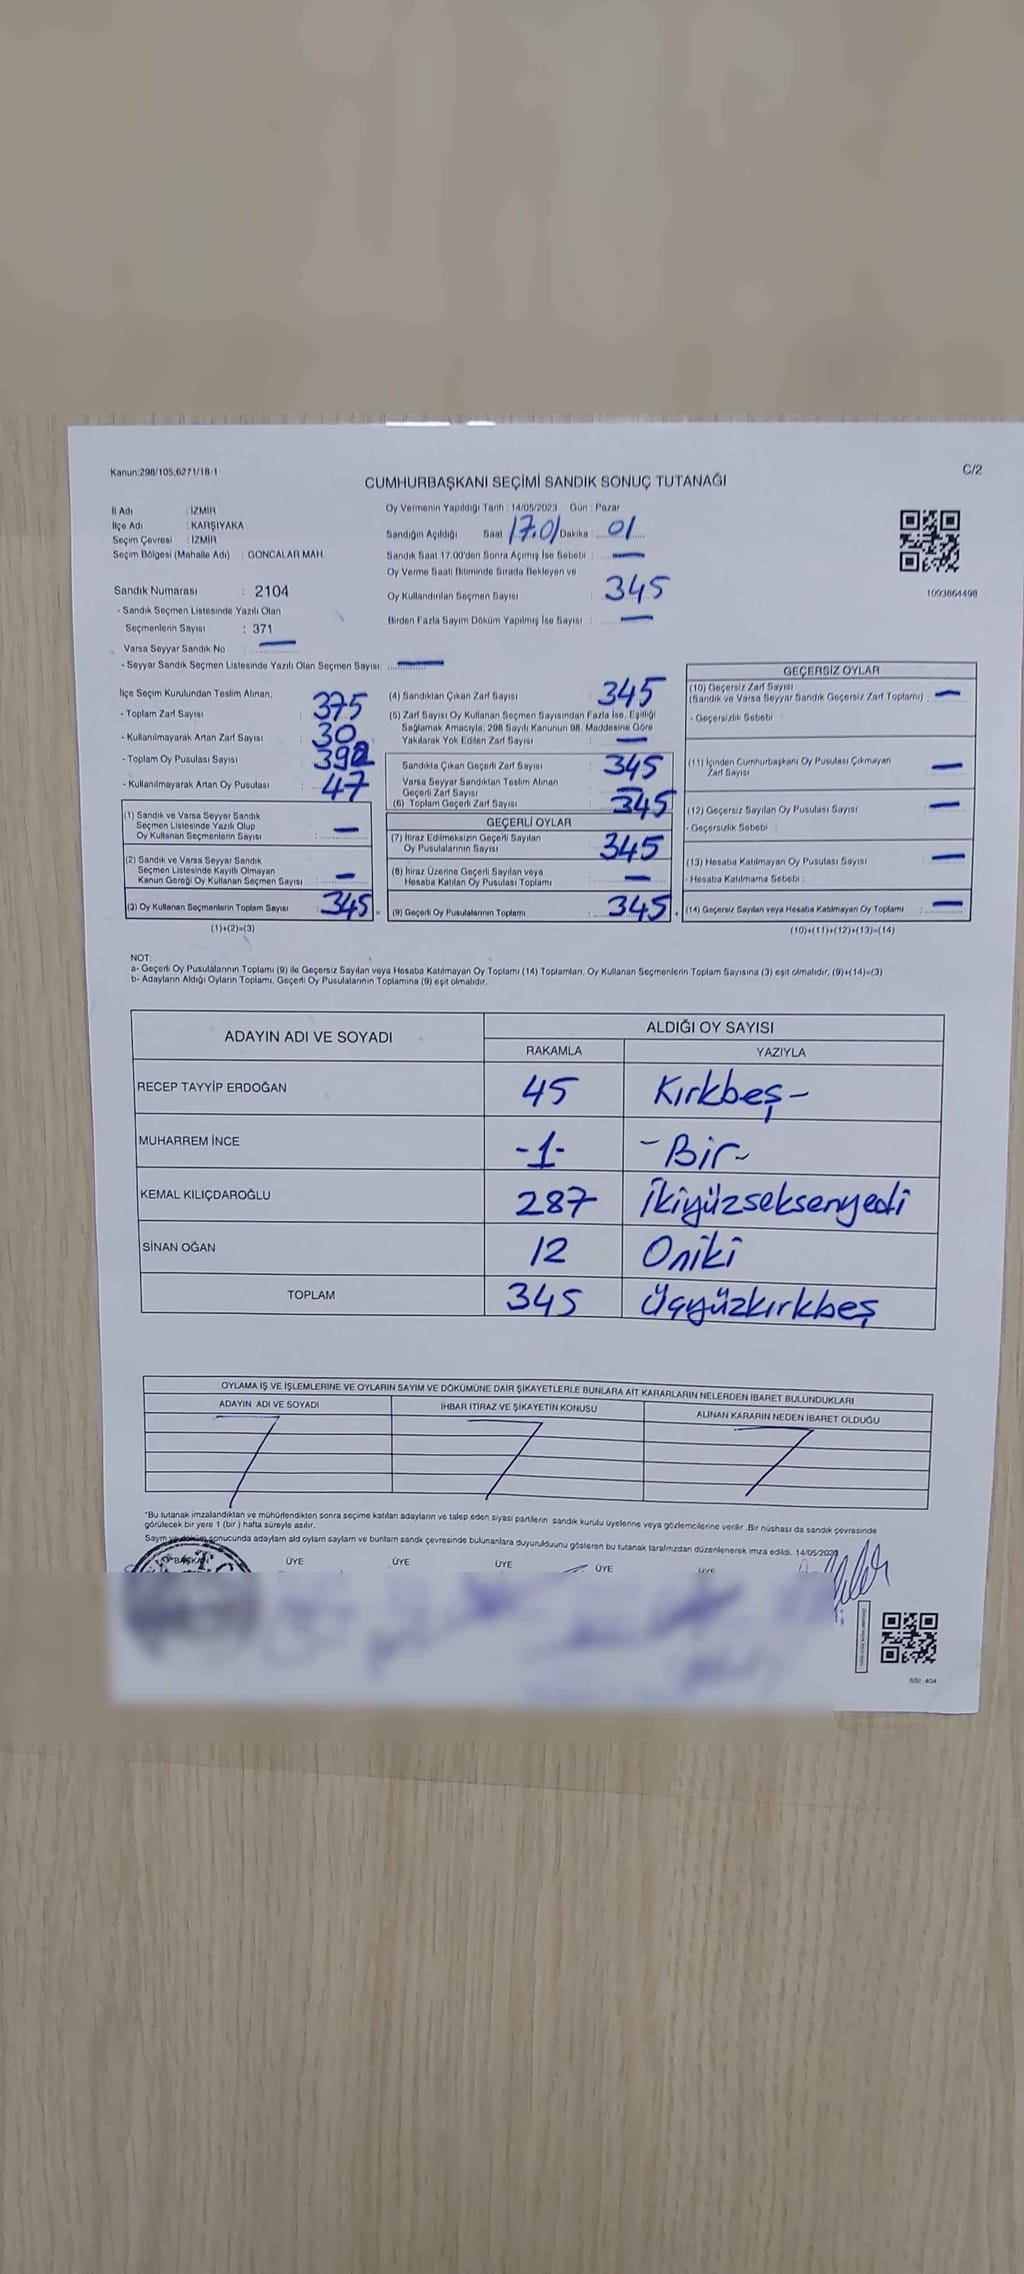 Kanun:298/105,6271/18-1
C/2
CUMHURBAŞKANI SEÇİMİ SANDIK SONUÇ TUTANAĞI
İl Adı : İZMİR
İlçe Adı : KARŞIYAKA
Seçim Çevresi : İZMİR
Seçim Bölgesi (Mahalle Adı) : GONCALAR MAH.
Oy Vermenin Yapıldığı Tarih : 14/05/2023 Gün : Pazar
Sandığın Açıldığı Saat 17.01 Dakika 01
Sandık Saat 17:00'den Sonra Açımış İse Sebebi : —
Oy Verme Saati Bitiminde Sırada Bekleyen ve
Oy Kullandırılan Seçmen Sayısı : 345
Birden Fazla Sayım Döküm Yapılmış İse Sayısı : —
1093864498
Sandık Numarası : 2104
- Sandık Seçmen Listesinde Yazılı Olan
Seçmenlerin Sayısı : 371
Varsa Seyyar Sandık No : —
- Seyyar Sandık Seçmen Listesinde Yazılı Olan Seçmen Sayısı: —
İlçe Seçim Kurulundan Teslim Alınan;
- Toplam Zarf Sayısı : 375
- Kullanılmayarak Artan Zarf Sayısı : 30
- Toplam Oy Pusulası Sayısı : 392
- Kullanılmayarak Artan Oy Pusulası : 47
(1) Sandık ve Varsa Seyyar Sandık
Seçmen Listesinde Yazılı Olup
Oy Kullanan Seçmenlerin Sayısı : —
(2) Sandık ve Varsa Seyyar Sandık
Seçmen Listesinde Kayıtlı Olmayan
Kanun Gereği Oy Kullanan Seçmen Sayısı : —
(3) Oy Kullanan Seçmenlerin Toplam Sayısı : 345 =
(1)+(2)=(3)
(4) Sandıktan Çıkan Zarf Sayısı : 345
(5) Zarf Sayısı Oy Kullanan Seçmen Sayısından Fazla İse, Eşitliği
Sağlamak Amacıyla; 298 Sayılı Kanunun 98. Maddesine Göre
Yakılarak Yok Edilen Zarf Sayısı : —
Sandıkta Çıkan Geçerli Zarf Sayısı : 345
Varsa Seyyar Sandıktan Teslim Alınan
Geçerli Zarf Sayısı : —
(6) Toplam Geçerli Zarf Sayısı : 345
GEÇERLİ OYLAR
(7) İtiraz Edilmeksizin Geçerli Sayılan
Oy Pusulalarının Sayısı : 345
(8) İtiraz Üzerine Geçerli Sayılan veya
Hesaba Katılan Oy Pusulası Toplamı : —
(9) Geçerli Oy Pusulalarının Toplamı : 345 +
GEÇERSİZ OYLAR
(10) Geçersiz Zarf Sayısı
(Sandık ve Varsa Seyyar Sandık Geçersiz Zarf Toplamı) : —
- Geçersizlik Sebebi :
(11) İçinden Cumhurbaşkanı Oy Pusulası Çıkmayan
Zarf Sayısı : —
(12) Geçersiz Sayılan Oy Pusulası Sayısı : —
- Geçersizlik Sebebi :
(13) Hesaba Katılmayan Oy Pusulası Sayısı : —
- Hesaba Katılmama Sebebi :
(14) Geçersiz Sayılan veya Hesaba Katılmayan Oy Toplamı : —
(10)+(11)+(12)+(13)=(14)
NOT:
a- Geçerli Oy Pusulalarının Toplamı (9) ile Geçersiz Sayılan veya Hesaba Katılmayan Oy Toplamı (14) Toplamları, Oy Kullanan Seçmenlerin Toplam Sayısına (3) eşit olmalıdır. (9)+(14)=(3)
b- Adayların Aldığı Oyların Toplamı, Geçerli Oy Pusulalarının Toplamına (9) eşit olmalıdır.
ADAYIN ADI VE SOYADI ALDIĞI OY SAYISI
RAKAMLA YAZIYLA
RECEP TAYYİP ERDOĞAN 45 Kırkbeş-
MUHARREM İNCE -1- -Bir-
KEMAL KILIÇDAROĞLU 287 İkiyüzseksenyedi
SİNAN OĞAN 12 Oniki
TOPLAM 345 Üçyüzkırkbeş
OYLAMA İŞ VE İŞLEMLERİNE VE OYLARIN SAYIM VE DÖKÜMÜNE DAİR ŞİKAYETLERLE BUNLARA AİT KARARLARIN NELERDEN İBARET BULUNDUKLARI
ADAYIN ADI VE SOYADI İHBAR İTİRAZ VE ŞİKAYETİN KONUSU ALINAN KARARIN NEDEN İBARET OLDUĞU
*Bu tutanak imzalandıktan ve mühürlendikten sonra seçime katılan adayların ve talep eden siyasi partilerin sandık kurulu üyelerine veya gözlemcilerine verilir .Bir nüshası da sandık çevresinde
görülecek bir yere 1 (bir ) hafta süreyle asılır.
Sayım ve döküm sonucunda adayların ald oyların sayları ve bunların sandık çevresinde bulunanlara duyurulduunu gösteren bu tutanak tarafmızdan düzenlenerek imza edildi. 14/05/2023
BAŞKAN ÜYE ÜYE ÜYE ÜYE ÜYE
SSİ: 404